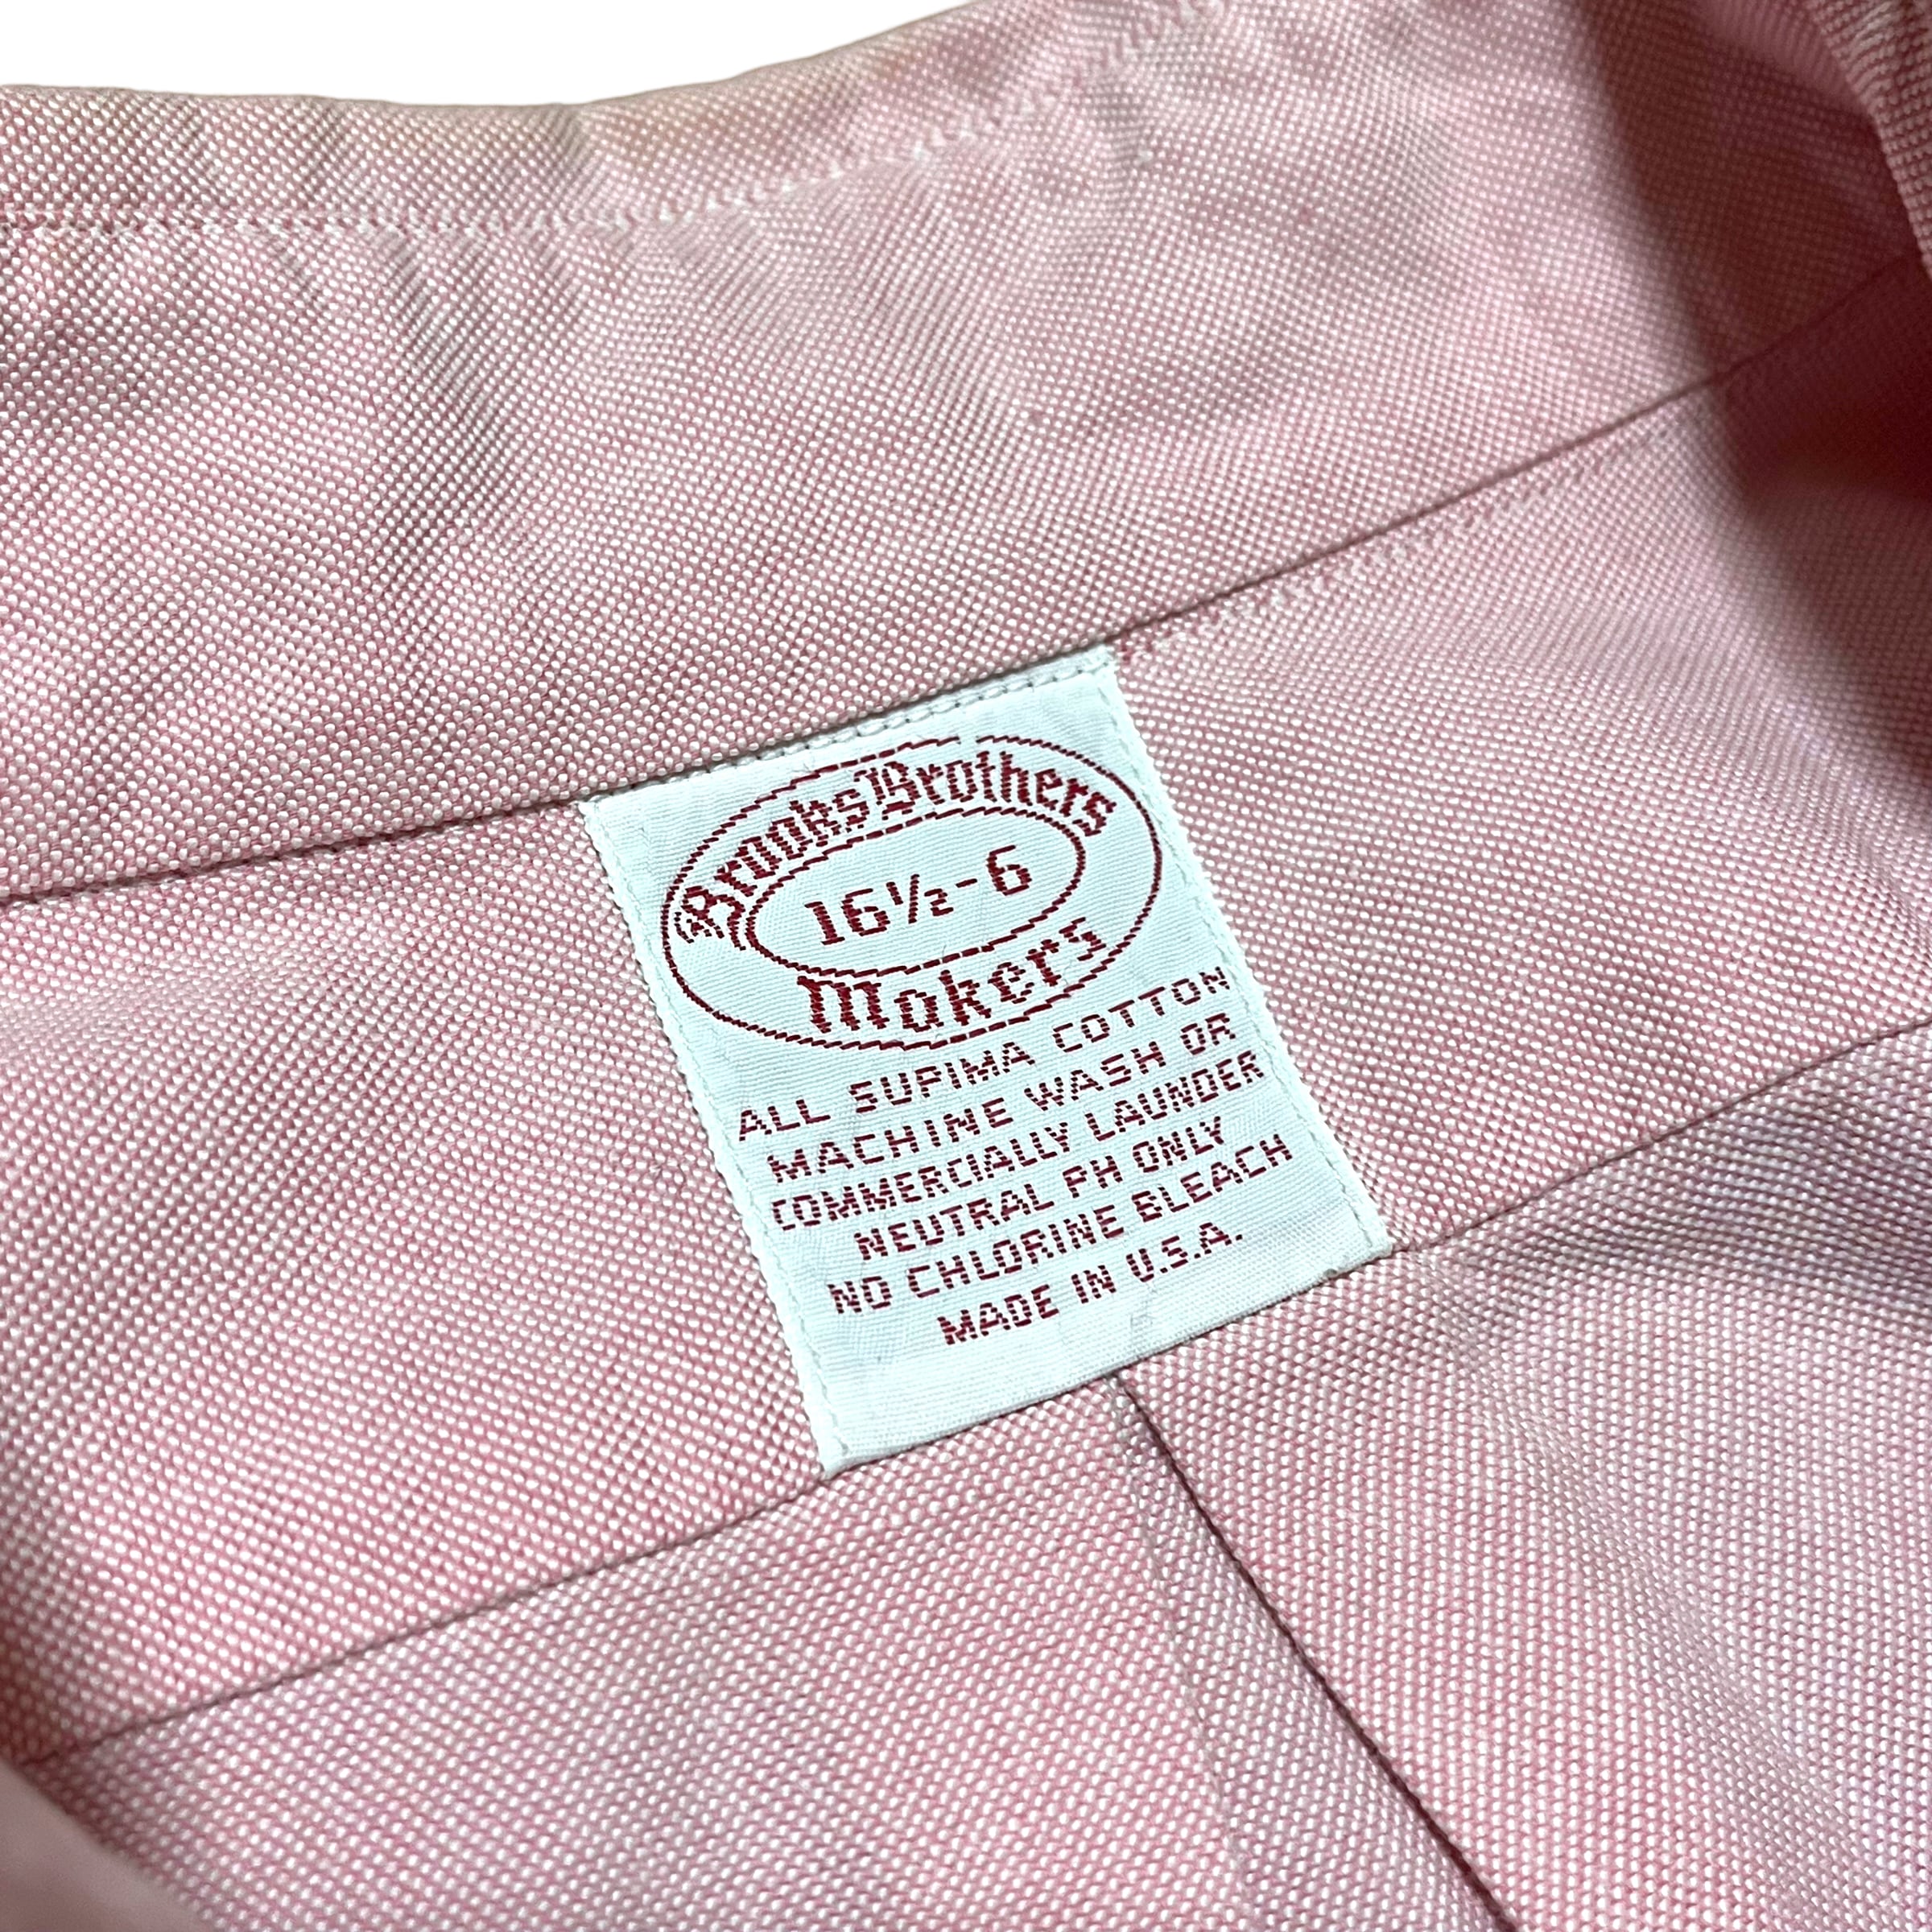 Brooks Brothers
16½-6
Makers
ALL SUPIMA COTTON
MACHINE WASH OR
COMMERCIALLY LAUNDER
NEUTRAL PH ONLY
NO CHLORINE BLEACH
MADE IN U.S.A.